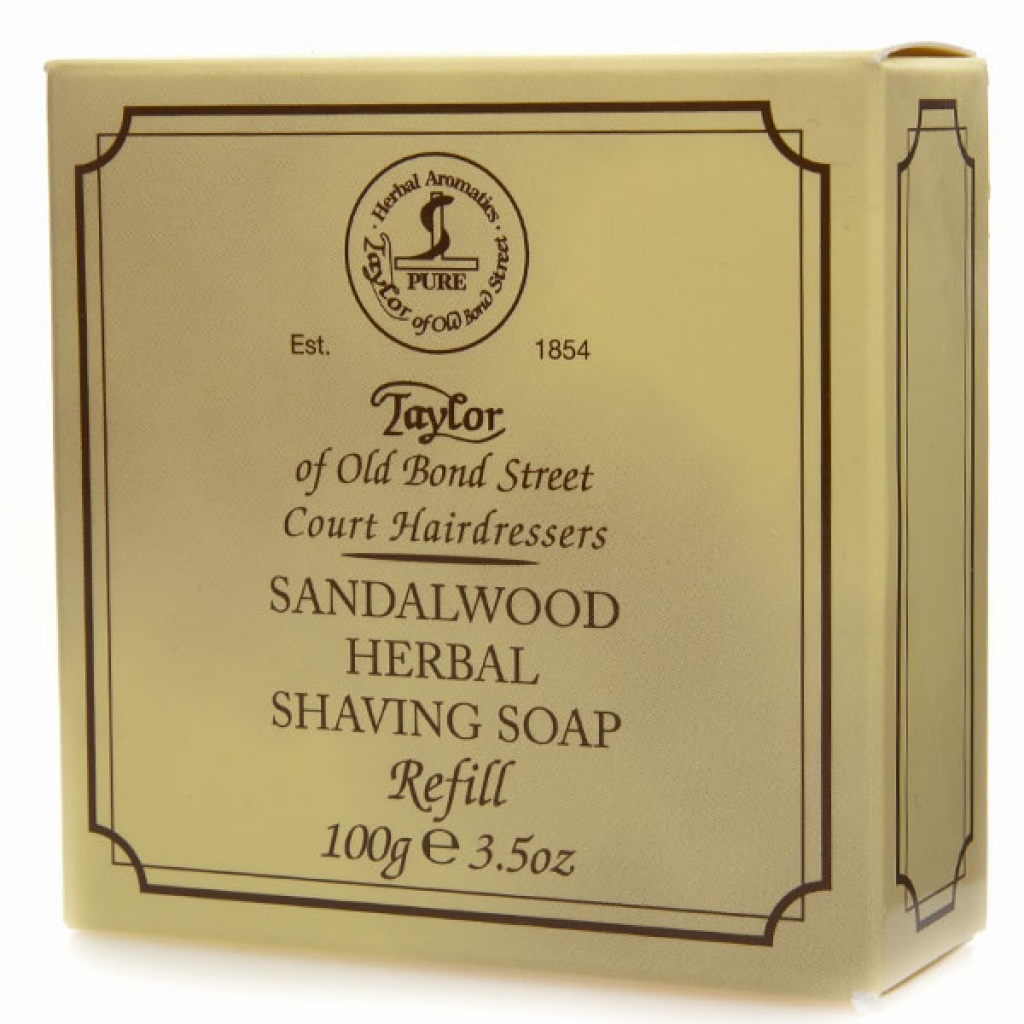 · Herbal Aromatics ·
PURE
Taylor of Old Bond Street
Est. 1854
Taylor
of Old Bond Street
Court Hairdressers
SANDALWOOD
HERBAL
SHAVING SOAP
Refill
100g ℮ 3.5oz